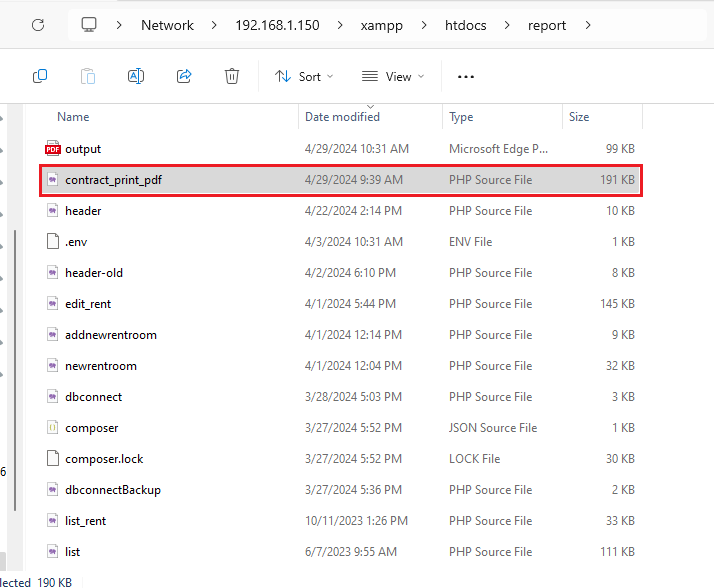 Network > 192.168.1.150 > xampp > htdocs > report >
Sort View
Name Date modified Type Size
PDF output 4/29/2024 10:31 AM Microsoft Edge P... 99 KB
contract_print_pdf 4/29/2024 9:39 AM PHP Source File 191 KB
header 4/22/2024 2:14 PM PHP Source File 10 KB
.env 4/3/2024 10:31 AM ENV File 1 KB
header-old 4/2/2024 6:10 PM PHP Source File 8 KB
edit_rent 4/1/2024 5:44 PM PHP Source File 145 KB
addnewrentroom 4/1/2024 12:14 PM PHP Source File 9 KB
newrentroom 4/1/2024 12:04 PM PHP Source File 32 KB
dbconnect 3/28/2024 5:03 PM PHP Source File 3 KB
composer 3/27/2024 5:52 PM JSON Source File 1 KB
composer.lock 3/27/2024 5:52 PM LOCK File 30 KB
6
dbconnectBackup 3/27/2024 5:36 PM PHP Source File 2 KB
list_rent 10/11/2023 1:26 PM PHP Source File 33 KB
list 6/7/2023 9:55 AM PHP Source File 111 KB
lected 190 KB